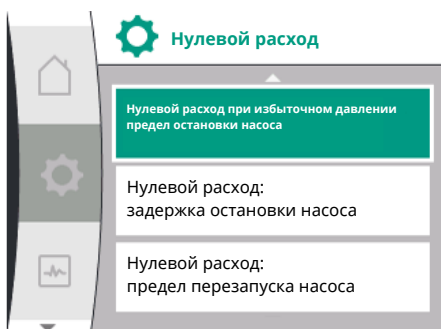 Нулевой расход
Нулевой расход при избыточном давлении
предел остановки насоса
Нулевой расход:
задержка остановки насоса
Нулевой расход:
предел перезапуска насоса